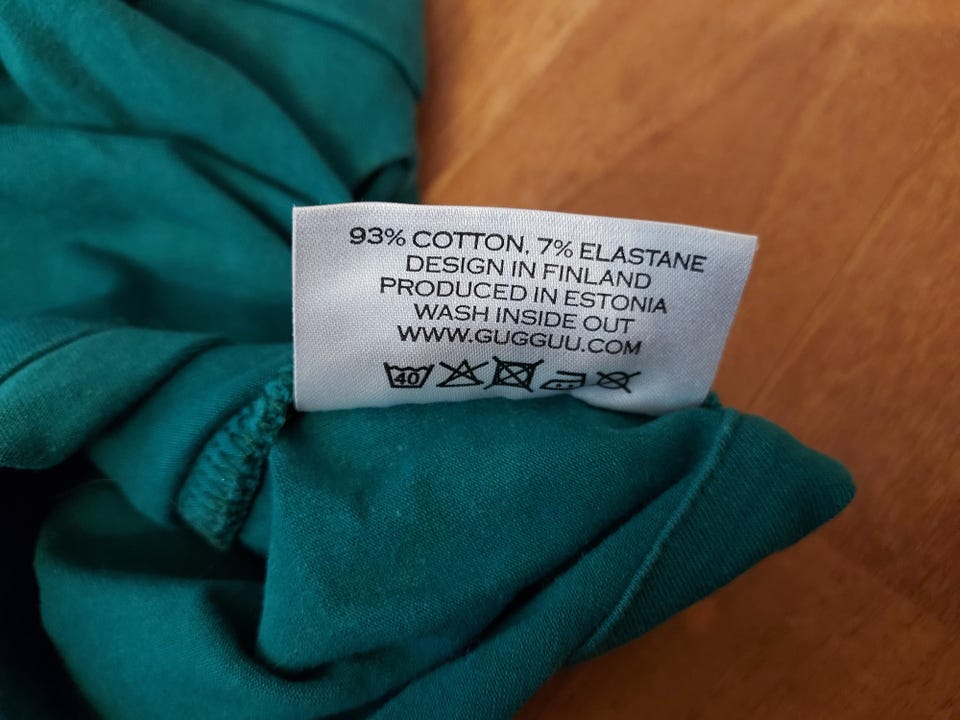 93% COTTON, 7% ELASTANE
DESIGN IN FINLAND
PRODUCED IN ESTONIA
WASH INSIDE OUT
WWW.GUGGUU.COM
40